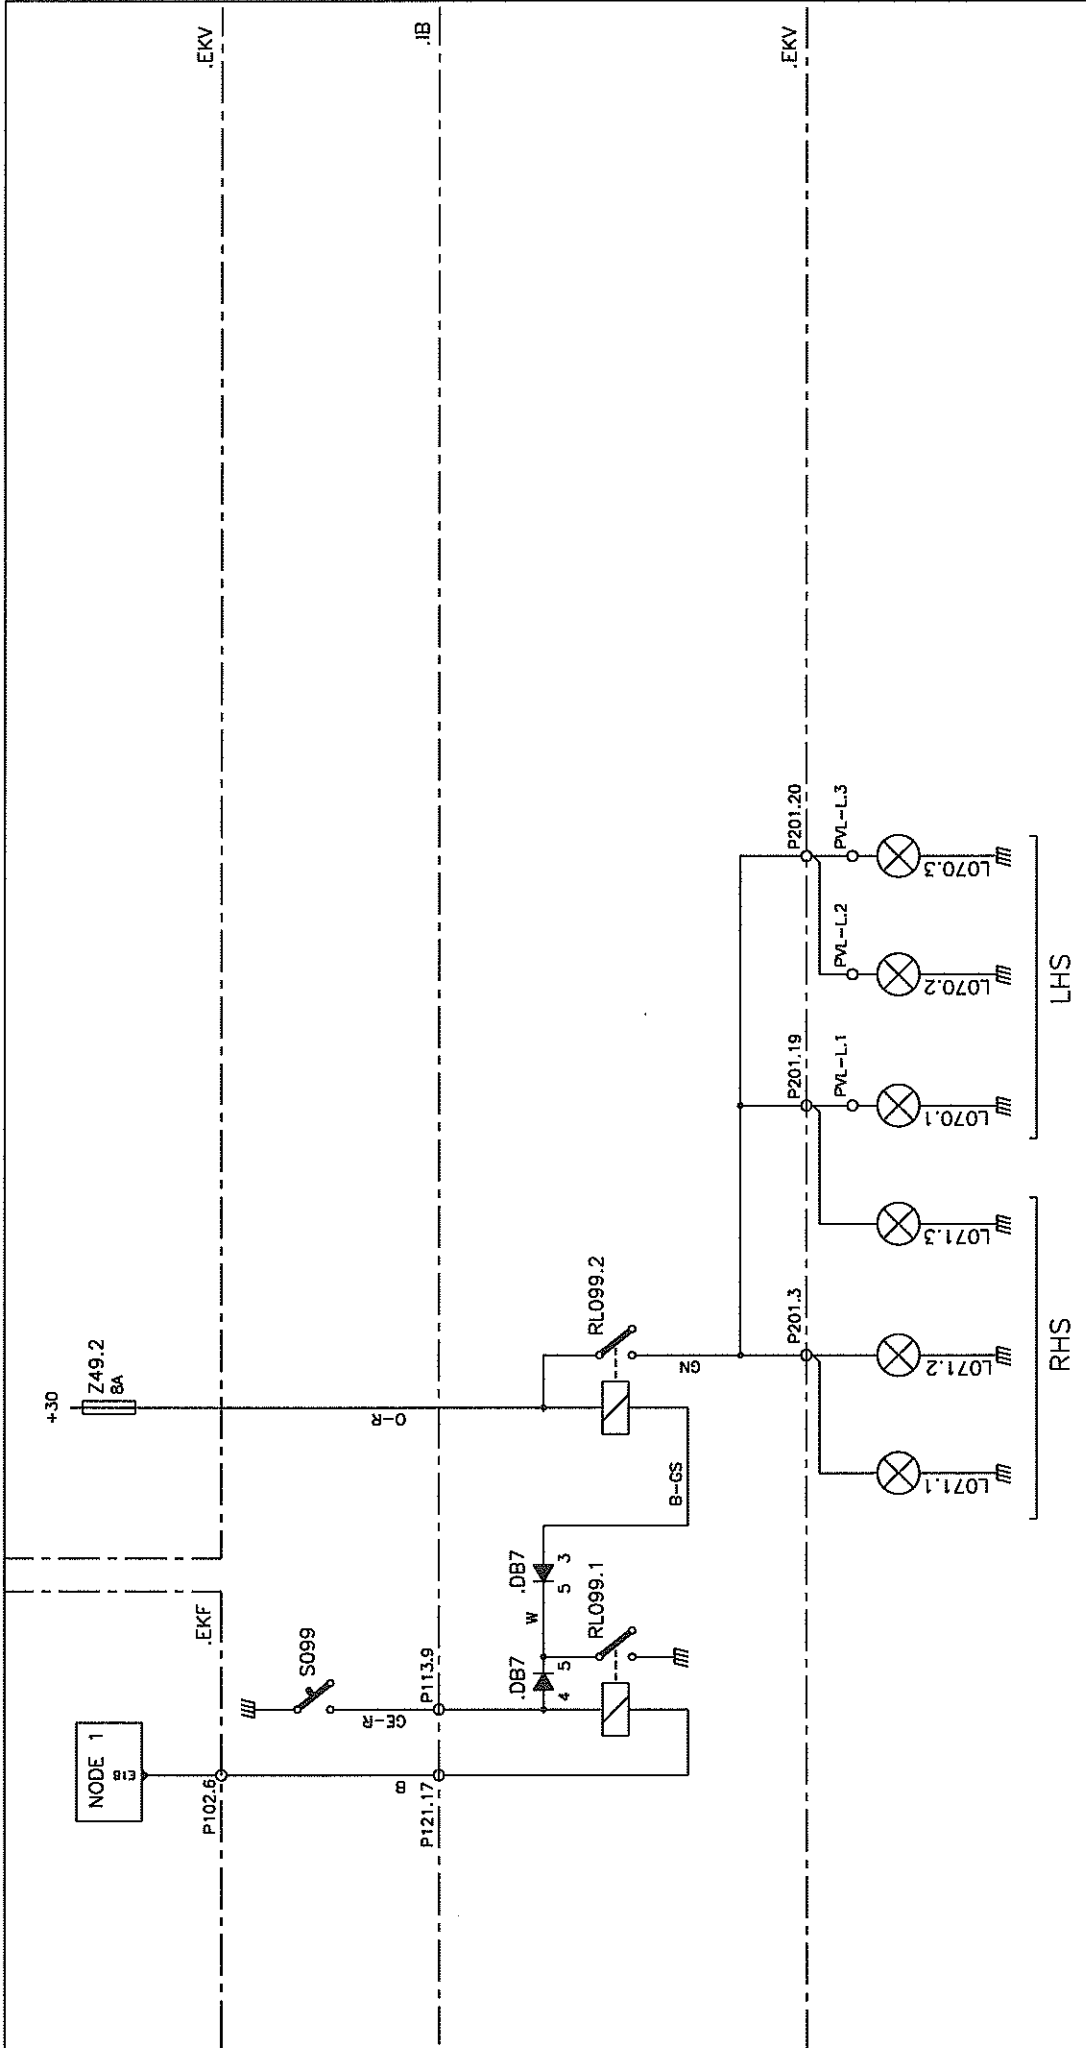 NODE 1
E18
P102.6
.EKF
+30
Z49.2
8A
.EKV
S099
GE-R
B
O-R
P121.17
P113.9
.IB
.DB7
4
5
W
.DB7
5
3
RL099.1
B-GS
RL099.2
GN
P201.3
P201.19
P201.20
.EKV
PVL-L.1
PVL-L.2
PVL-L.3
L071.1
L071.2
L071.3
L070.1
L070.2
L070.3
RHS
LHS